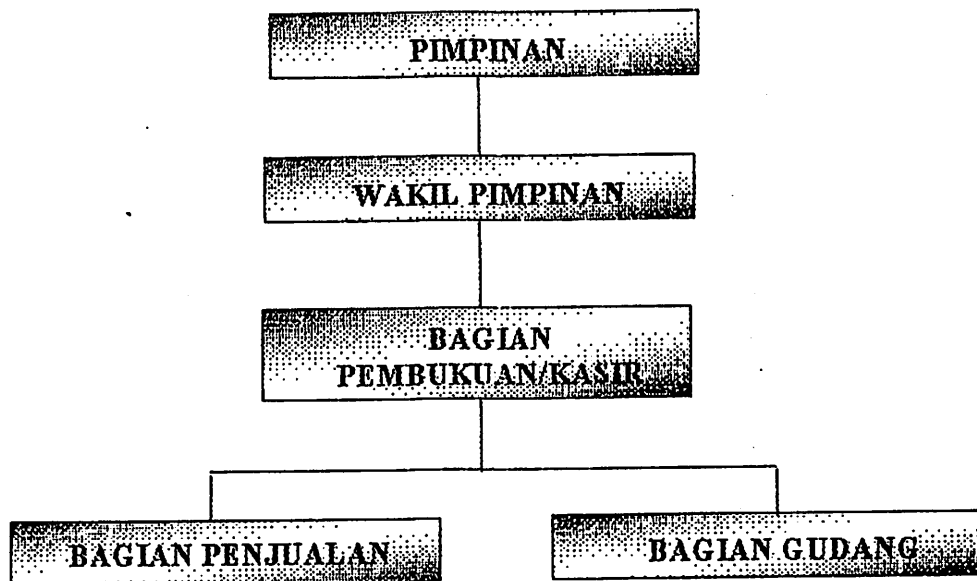 PIMPINAN
WAKIL PIMPINAN
BAGIAN
PEMBUKUAN/KASIR
BAGIAN PENJUALAN
BAGIAN GUDANG